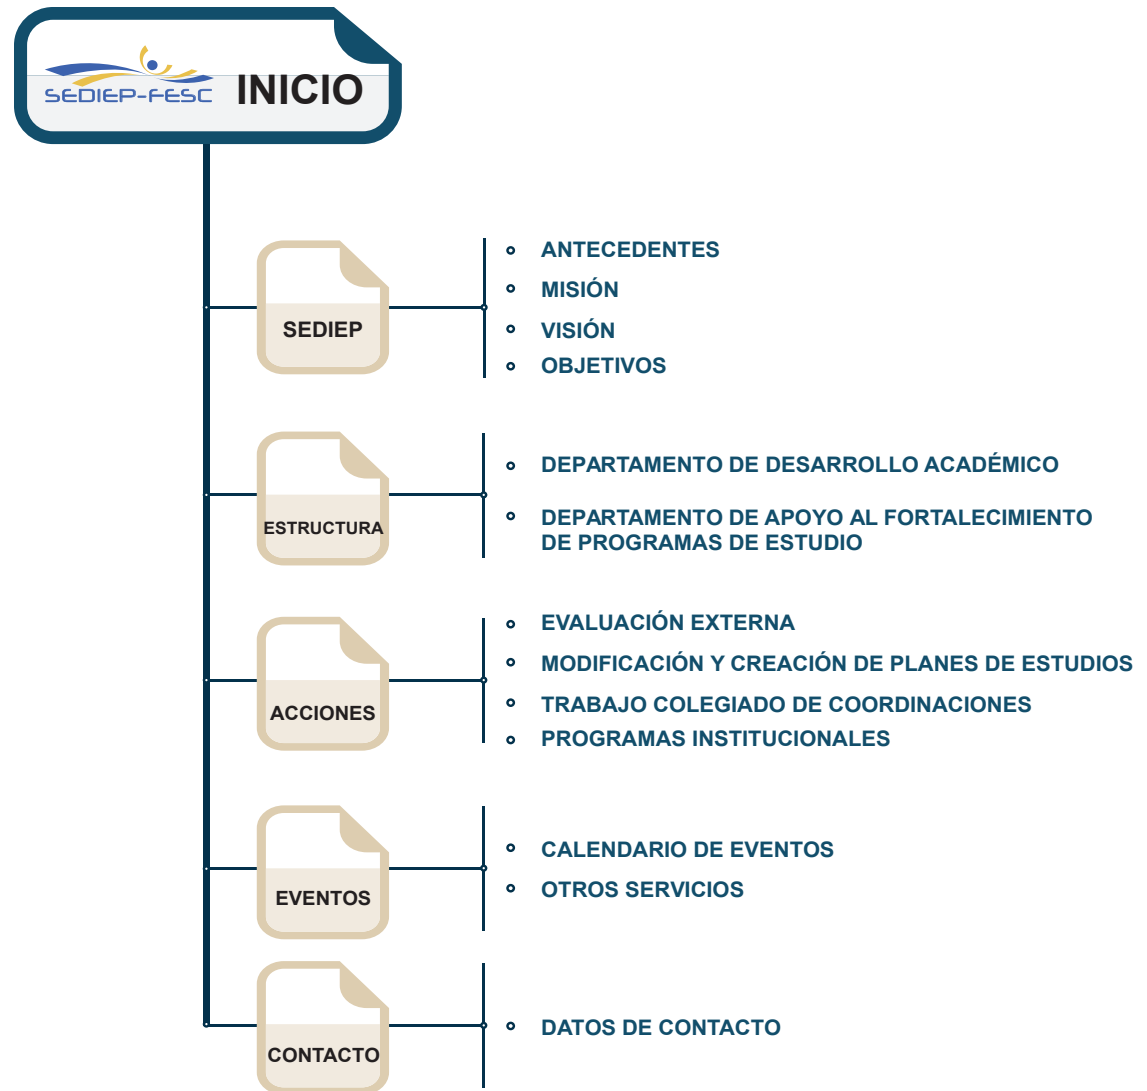 SEDIEP-FESC INICIO
SEDIEP
ANTECEDENTES
MISIÓN
VISIÓN
OBJETIVOS
ESTRUCTURA
DEPARTAMENTO DE DESARROLLO ACADÉMICO
DEPARTAMENTO DE APOYO AL FORTALECIMIENTO
DE PROGRAMAS DE ESTUDIO
ACCIONES
EVALUACIÓN EXTERNA
MODIFICACIÓN Y CREACIÓN DE PLANES DE ESTUDIOS
TRABAJO COLEGIADO DE COORDINACIONES
PROGRAMAS INSTITUCIONALES
EVENTOS
CALENDARIO DE EVENTOS
OTROS SERVICIOS
CONTACTO
DATOS DE CONTACTO